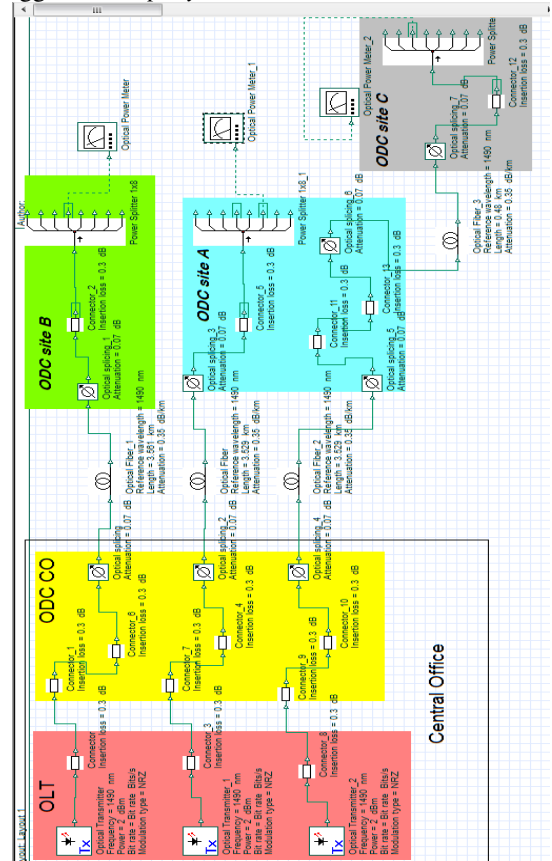 Layout: Layout 1
Author:
OLT
ODC CO
ODC site B
Tx
Optical Transmitter
Frequency = 1490 nm
Power = 2 dBm
Bit rate = Bit rate Bits/s
Modulation type = NRZ
Connector
Insertion loss = 0.3 dB
Connector_1
Insertion loss = 0.3 dB
Connector_6
Insertion loss = 0.3 dB
Optical splicing
Attenuation = 0.07 dB
Optical Fiber_1
Reference wavelength = 1490 nm
Length = 3.561 km
Attenuation = 0.35 dB/km
Optical splicing_1
Attenuation = 0.07 dB
Connector_2
Insertion loss = 0.3 dB
Power Splitter 1x8
Optical Power Meter
Tx
Optical Transmitter_1
Frequency = 1490 nm
Power = 2 dBm
Bit rate = Bit rate Bits/s
Modulation type = NRZ
Connector_3
Insertion loss = 0.3 dB
Connector_7
Insertion loss = 0.3 dB
Connector_4
Insertion loss = 0.3 dB
Optical splicing_2
Attenuation = 0.07 dB
Optical Fiber
Reference wavelength = 1490 nm
Length = 3.529 km
Attenuation = 0.35 dB/km
Optical splicing_3
Attenuation = 0.07 dB
ODC site A
Connector_5
Insertion loss = 0.3 dB
Power Splitter 1x8_1
Optical Power Meter_1
Tx
Optical Transmitter_2
Frequency = 1490 nm
Power = 2 dBm
Bit rate = Bit rate Bits/s
Modulation type = NRZ
Connector_8
Insertion loss = 0.3 dB
Connector_9
Insertion loss = 0.3 dB
Connector_10
Insertion loss = 0.3 dB
Optical splicing_4
Attenuation = 0.07 dB
Optical Fiber_2
Reference wavelength = 1490 nm
Length = 3.529 km
Attenuation = 0.35 dB/km
Optical splicing_5
Attenuation = 0.07 dB
Connector_11
Insertion loss = 0.3 dB
Connector_13
Insertion loss = 0.3 dB
Optical splicing_6
Attenuation = 0.07 dB
Optical Power Meter_2
ODC site C
Optical Fiber_3
Reference wavelength = 1490 nm
Length = 0.48 km
Attenuation = 0.35 dB/km
Optical splicing_7
Attenuation = 0.07 dB
Connector_12
Insertion loss = 0.3 dB
Power Splitte
Central Office